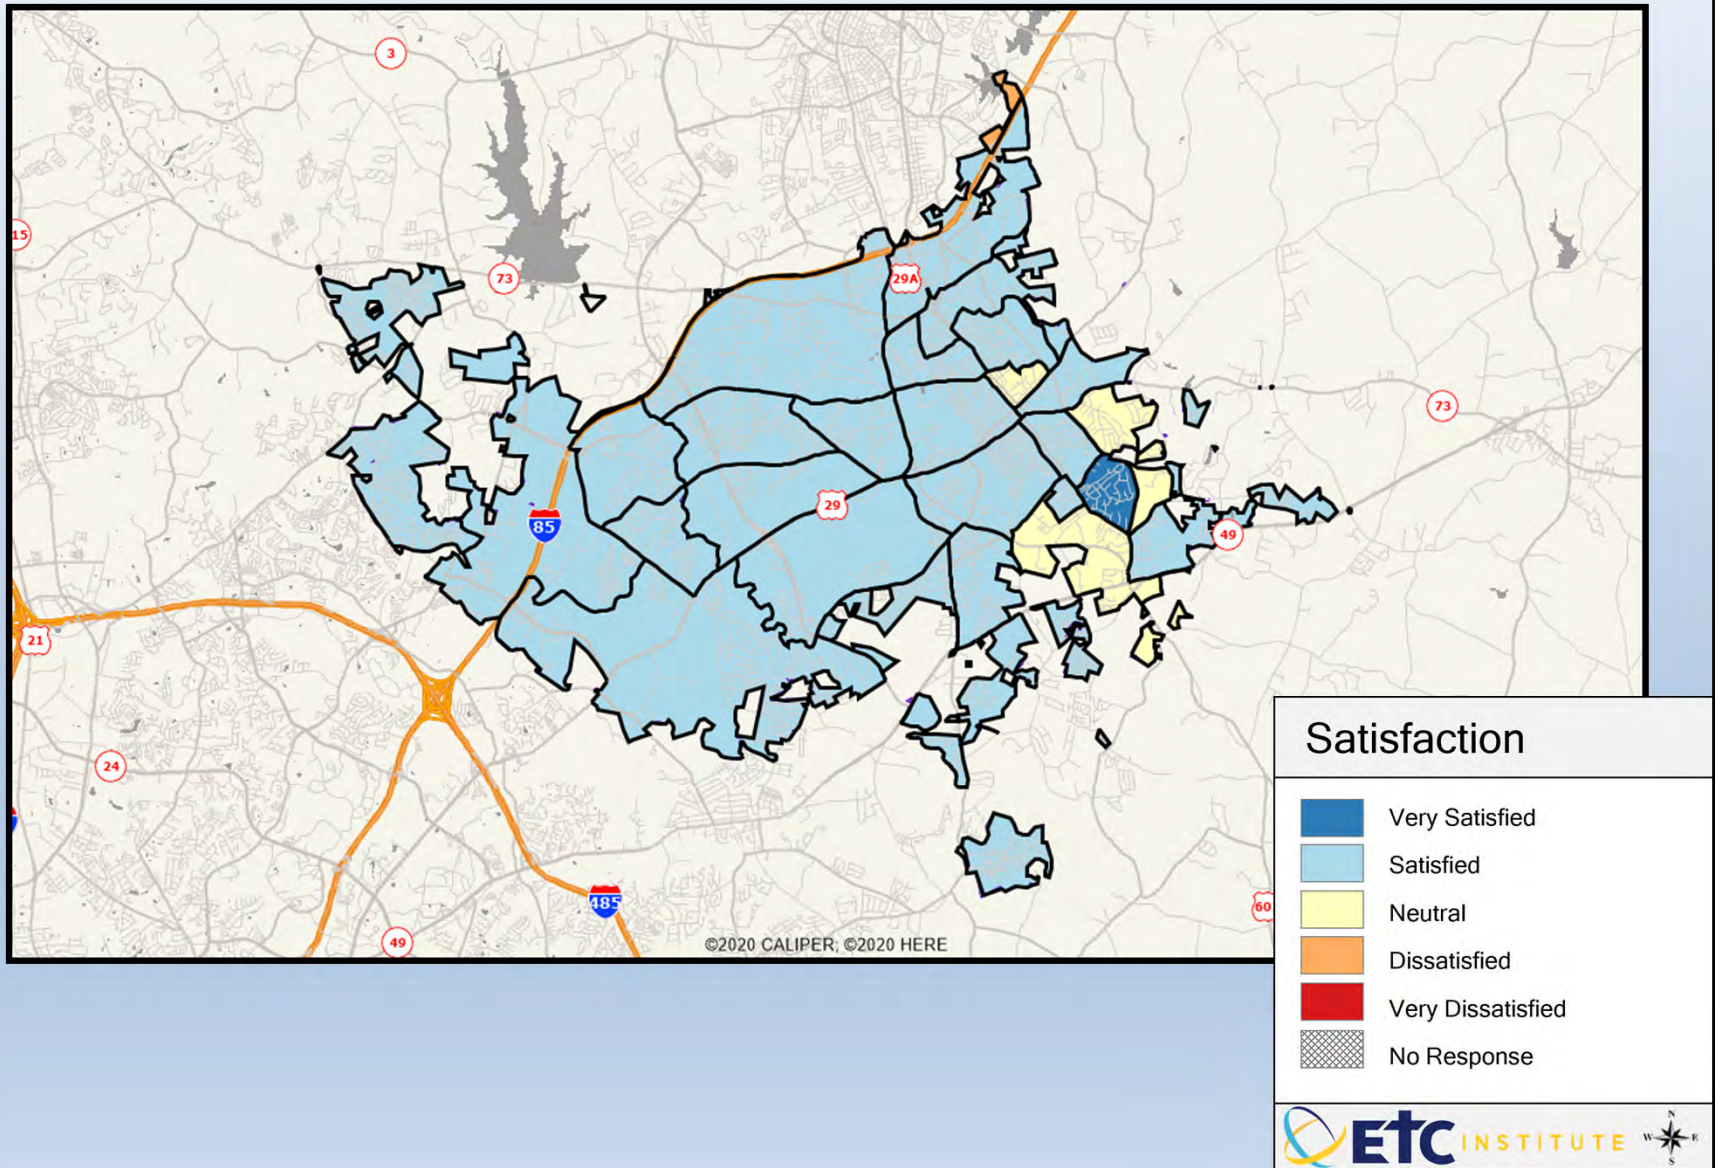 3
15
73
29A
73
29
85
49
21
24
485
49
60
©2020 CALIPER; ©2020 HERE
Satisfaction
Very Satisfied
Satisfied
Neutral
Dissatisfied
Very Dissatisfied
No Response
N
W E
S
ETC INSTITUTE